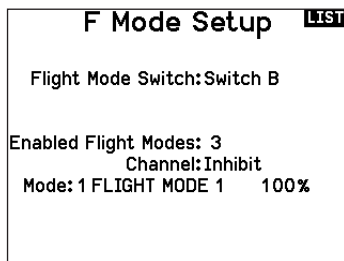 F Mode Setup LIST
Flight Mode Switch: Switch B
Enabled Flight Modes: 3
Channel: Inhibit
Mode: 1 FLIGHT MODE 1 100%